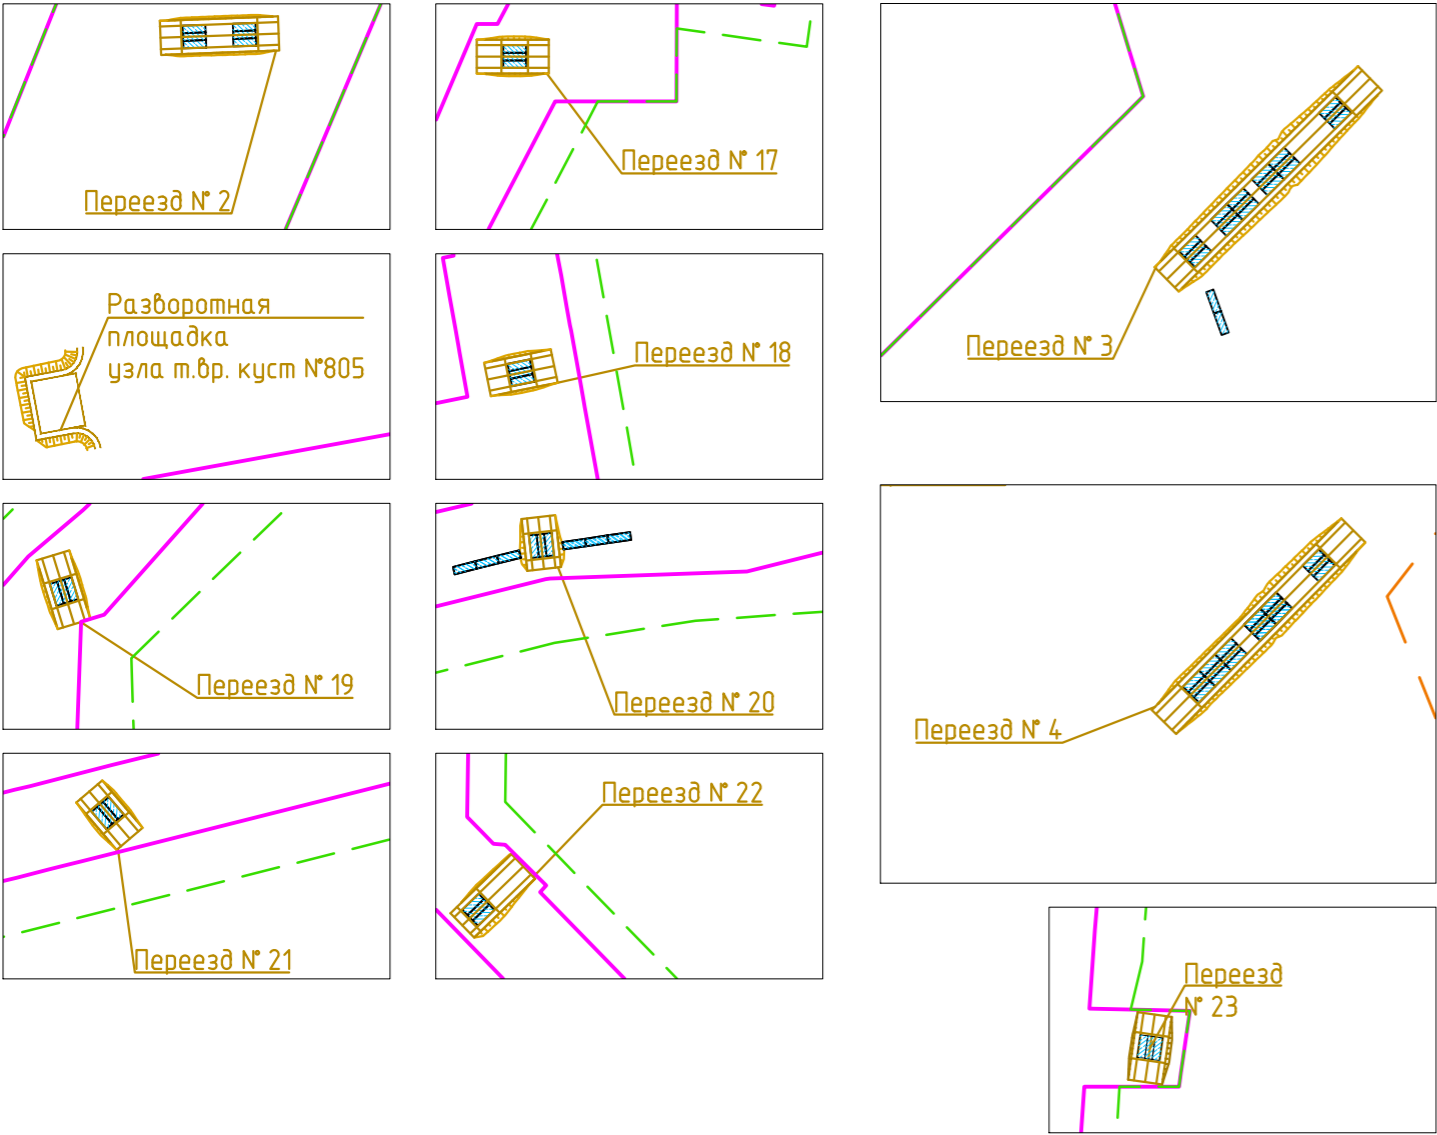 Переезд № 2
Переезд № 17
Переезд № 3
Разворотная
площадка
узла т.вр. куст №805
Переезд № 18
Переезд № 19
Переезд № 20
Переезд № 4
Переезд № 21
Переезд № 22
Переезд
№ 23